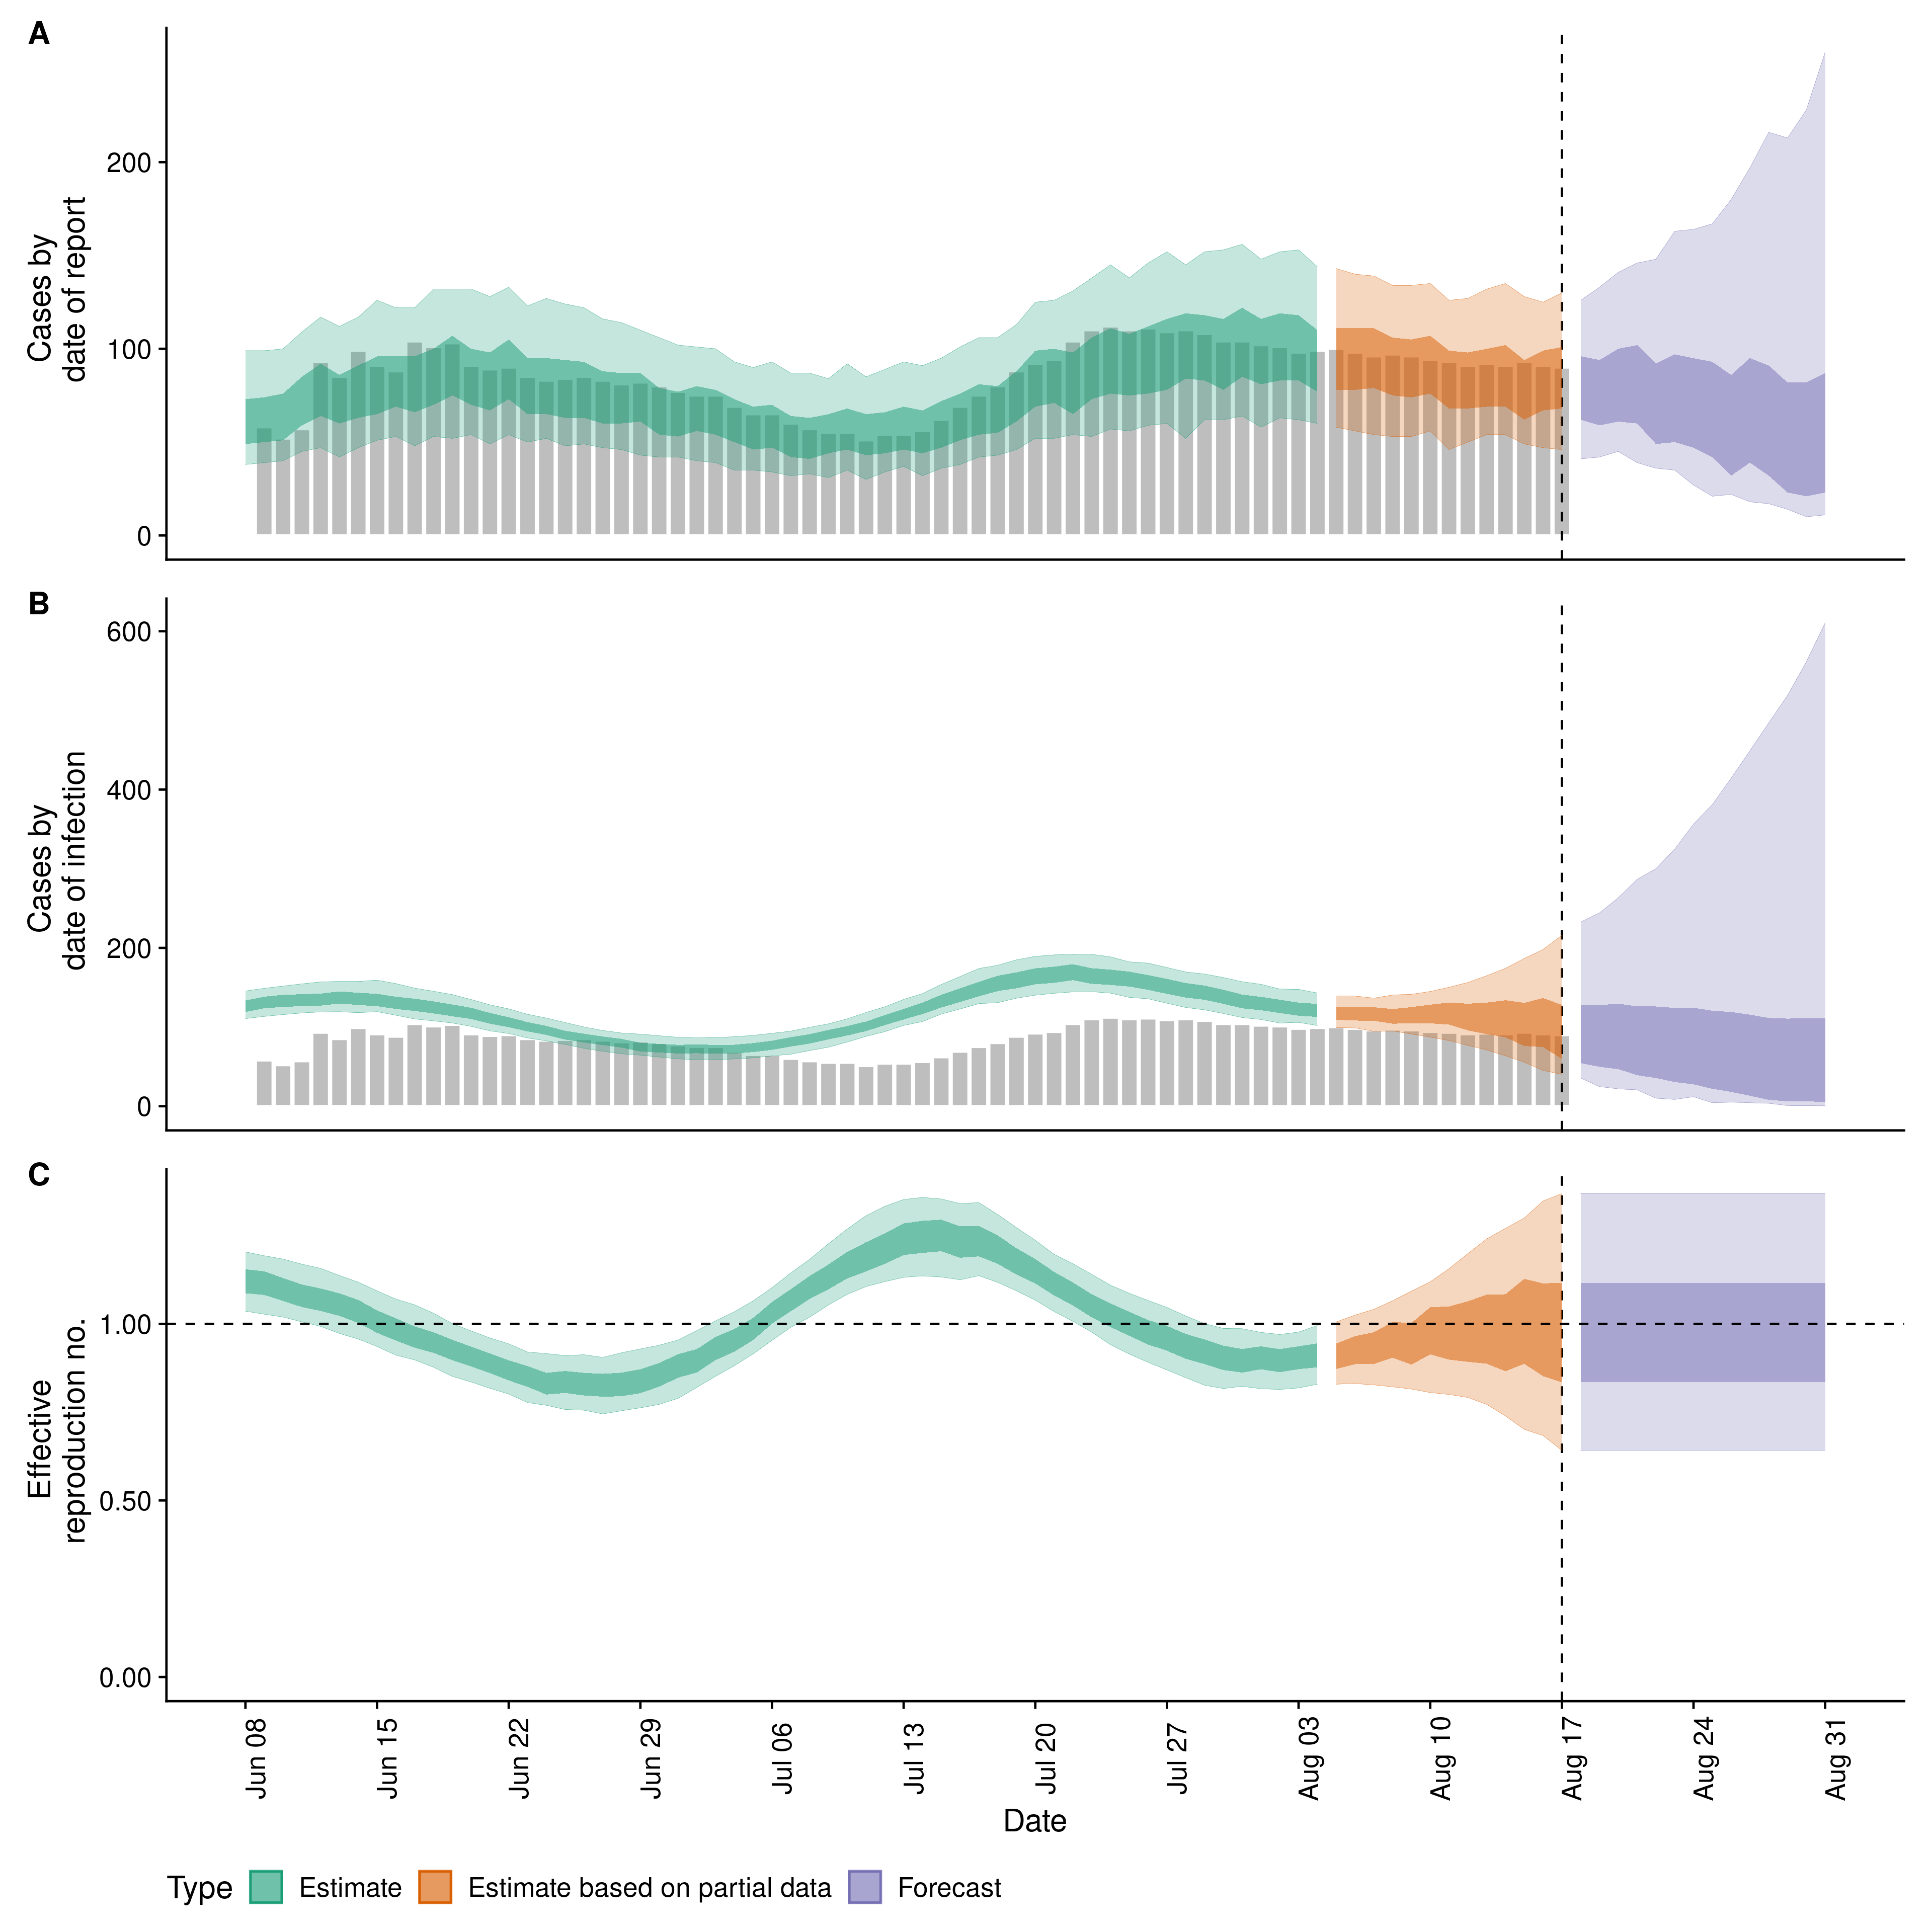 A
Cases by
date of report
200
100
0
B
Cases by
date of infection
600
400
200
0
C
Effective
reproduction no.
1.00
0.50
0.00
Jun 08
Jun 15
Jun 22
Jun 29
Jul 06
Jul 13
Jul 20
Jul 27
Aug 03
Aug 10
Aug 17
Aug 24
Aug 31
Date
Type Estimate Estimate based on partial data Forecast